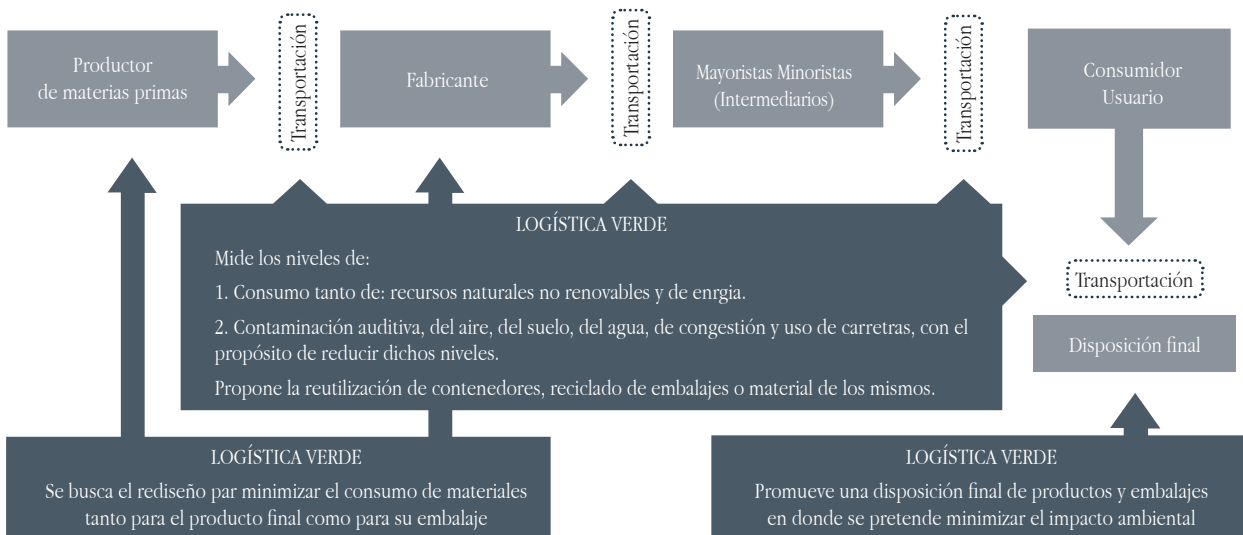 Productor
de materias primas
Transportación
Fabricante
Transportación
Mayoristas Minoristas
(Intermediarios)
Transportación
Consumidor
Usuario
LOGÍSTICA VERDE
Mide los niveles de:
1. Consumo tanto de: recursos naturales no renovables y de enrgia.
2. Contaminación auditiva, del aire, del suelo, del agua, de congestión y uso de carretras, con el
propósito de reducir dichos niveles.
Propone la reutilización de contenedores, reciclado de embalajes o material de los mismos.
Transportación
Disposición final
LOGÍSTICA VERDE
Se busca el rediseño par minimizar el consumo de materiales
tanto para el producto final como para su embalaje
LOGÍSTICA VERDE
Promueve una disposición final de productos y embalajes
en donde se pretende minimizar el impacto ambiental